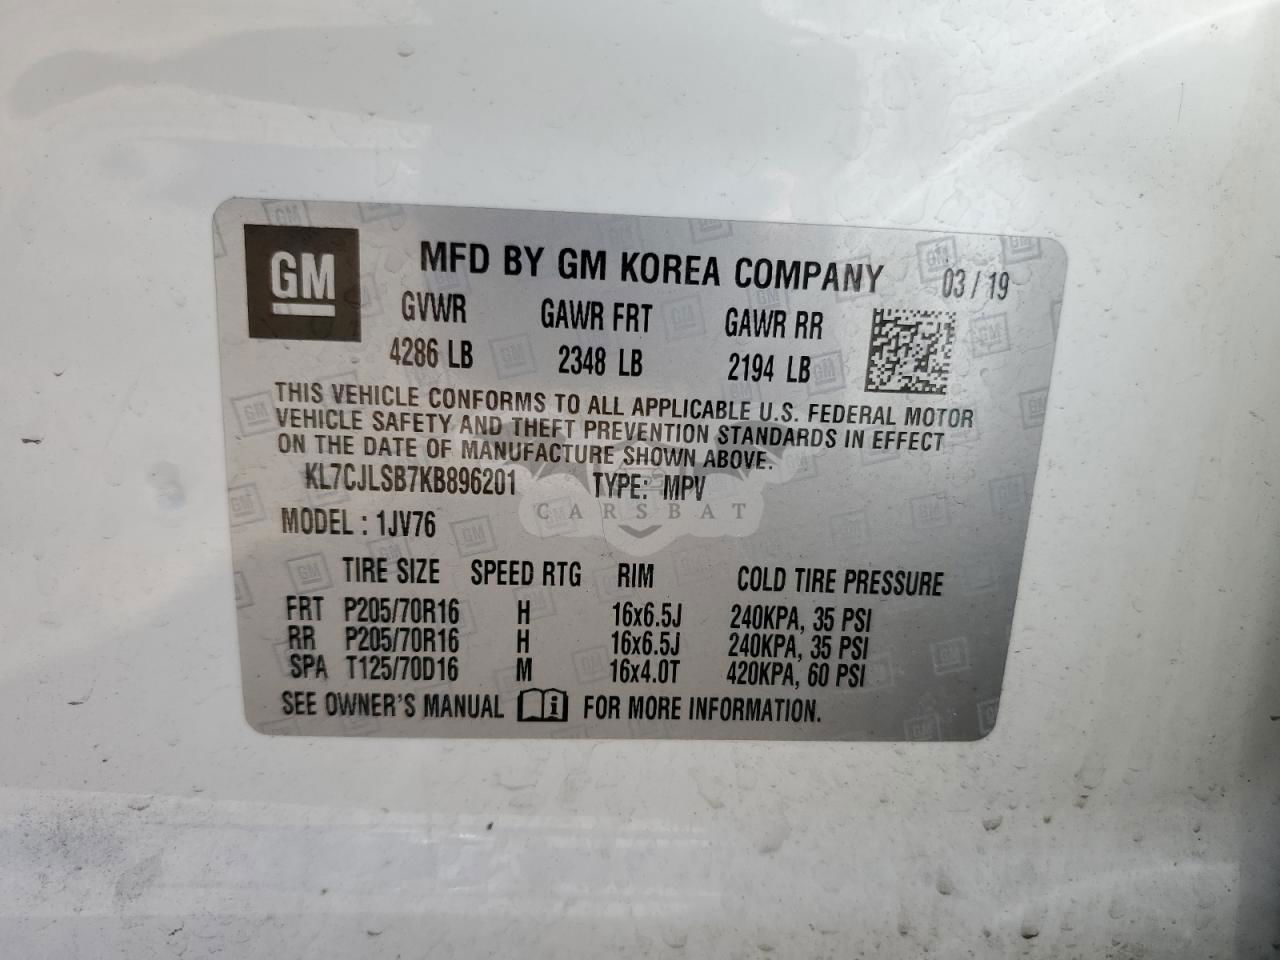 GM
MFD BY GM KOREA COMPANY 03 / 19
GVWR GAWR FRT GAWR RR
4286 LB 2348 LB 2194 LB
THIS VEHICLE CONFORMS TO ALL APPLICABLE U.S. FEDERAL MOTOR
VEHICLE SAFETY AND THEFT PREVENTION STANDARDS IN EFFECT
ON THE DATE OF MANUFACTURE SHOWN ABOVE.
KL7CJLSB7KB896201 TYPE: MPV
CARSBAT
MODEL : 1JV76
TIRE SIZE SPEED RTG RIM COLD TIRE PRESSURE
FRT P205/70R16 H 16x6.5J 240KPA, 35 PSI
RR P205/70R16 H 16x6.5J 240KPA, 35 PSI
SPA T125/70D16 M 16x4.0T 420KPA, 60 PSI
SEE OWNER'S MANUAL i FOR MORE INFORMATION.